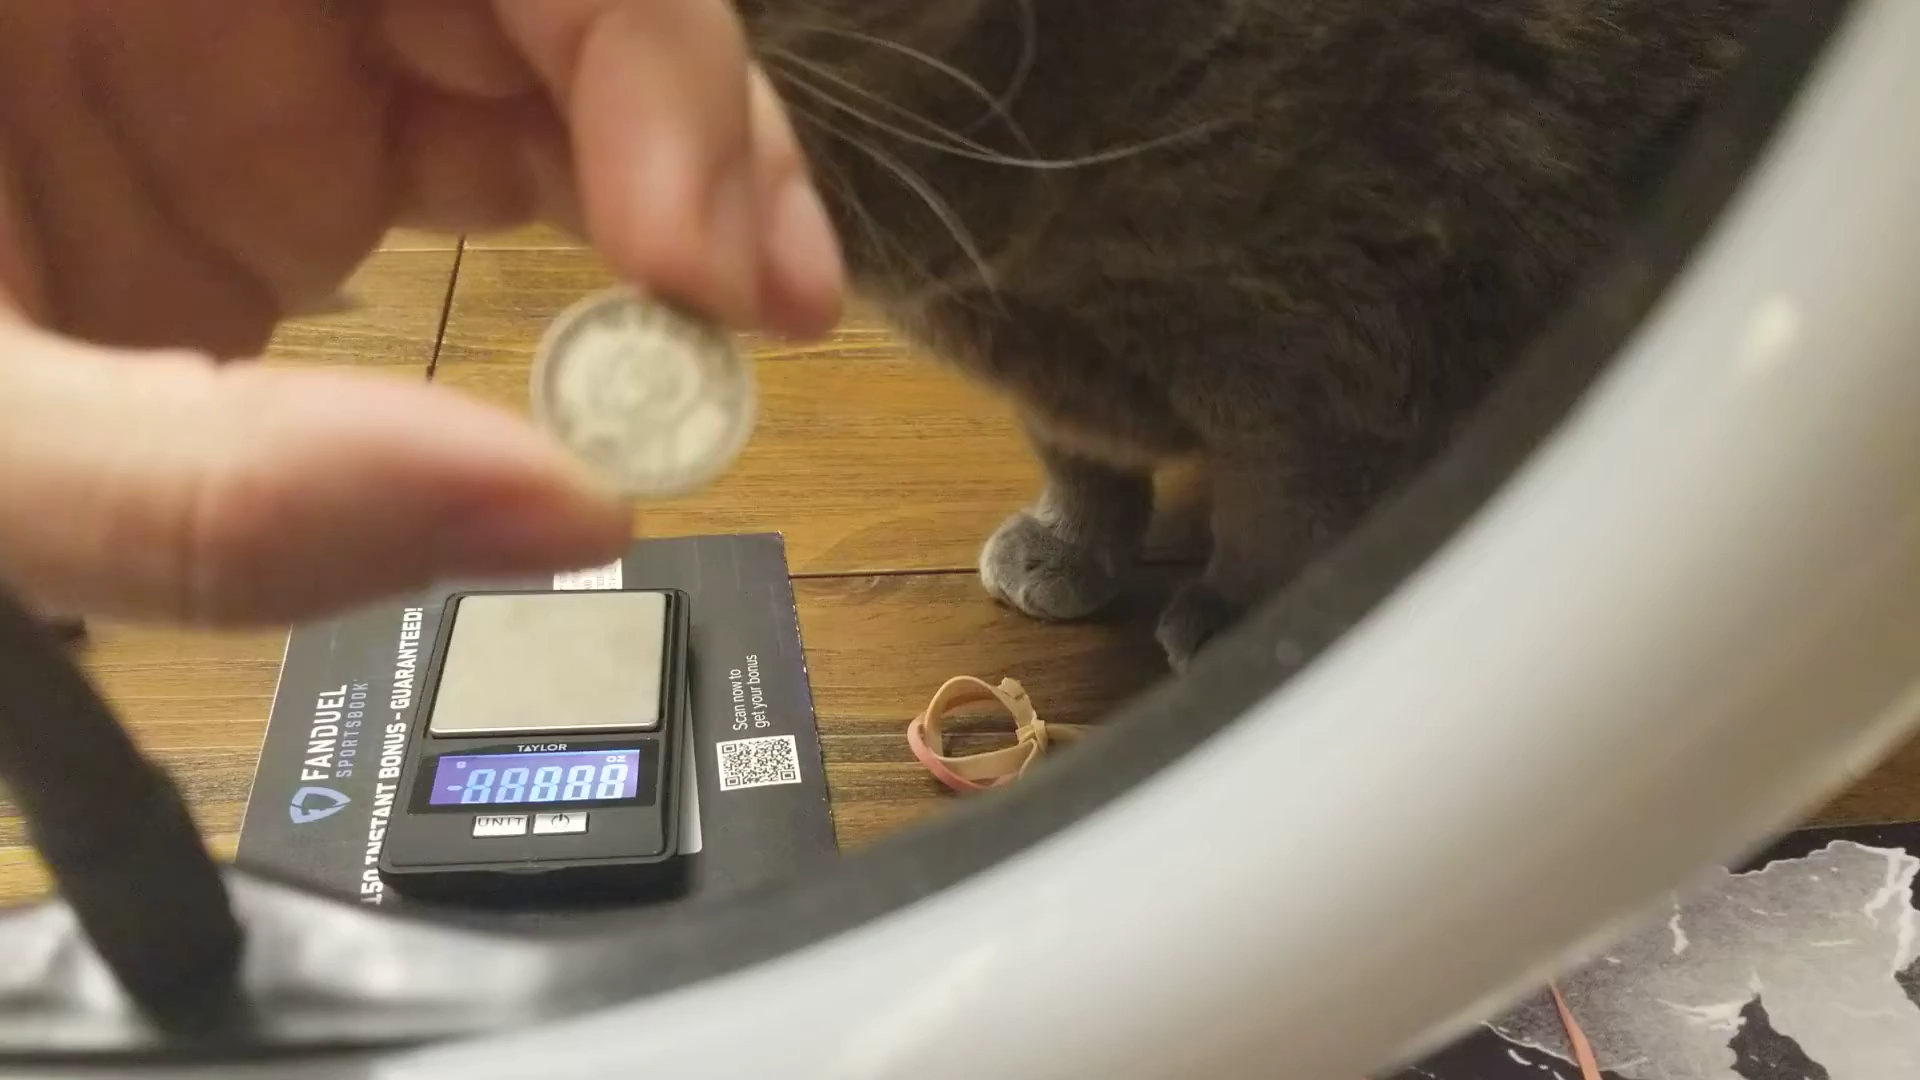 FANDUEL
SPORTSBOOK
150 INSTANT BONUS - GUARANTEED!
Scan now to
get your bonus
TAYLOR
-88888
OZ
UNIT